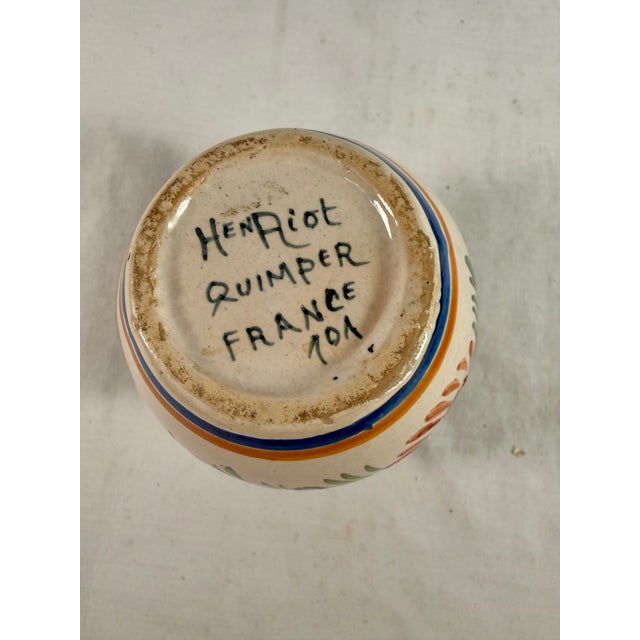 HENRiot
QUIMPER
FRANCE
101